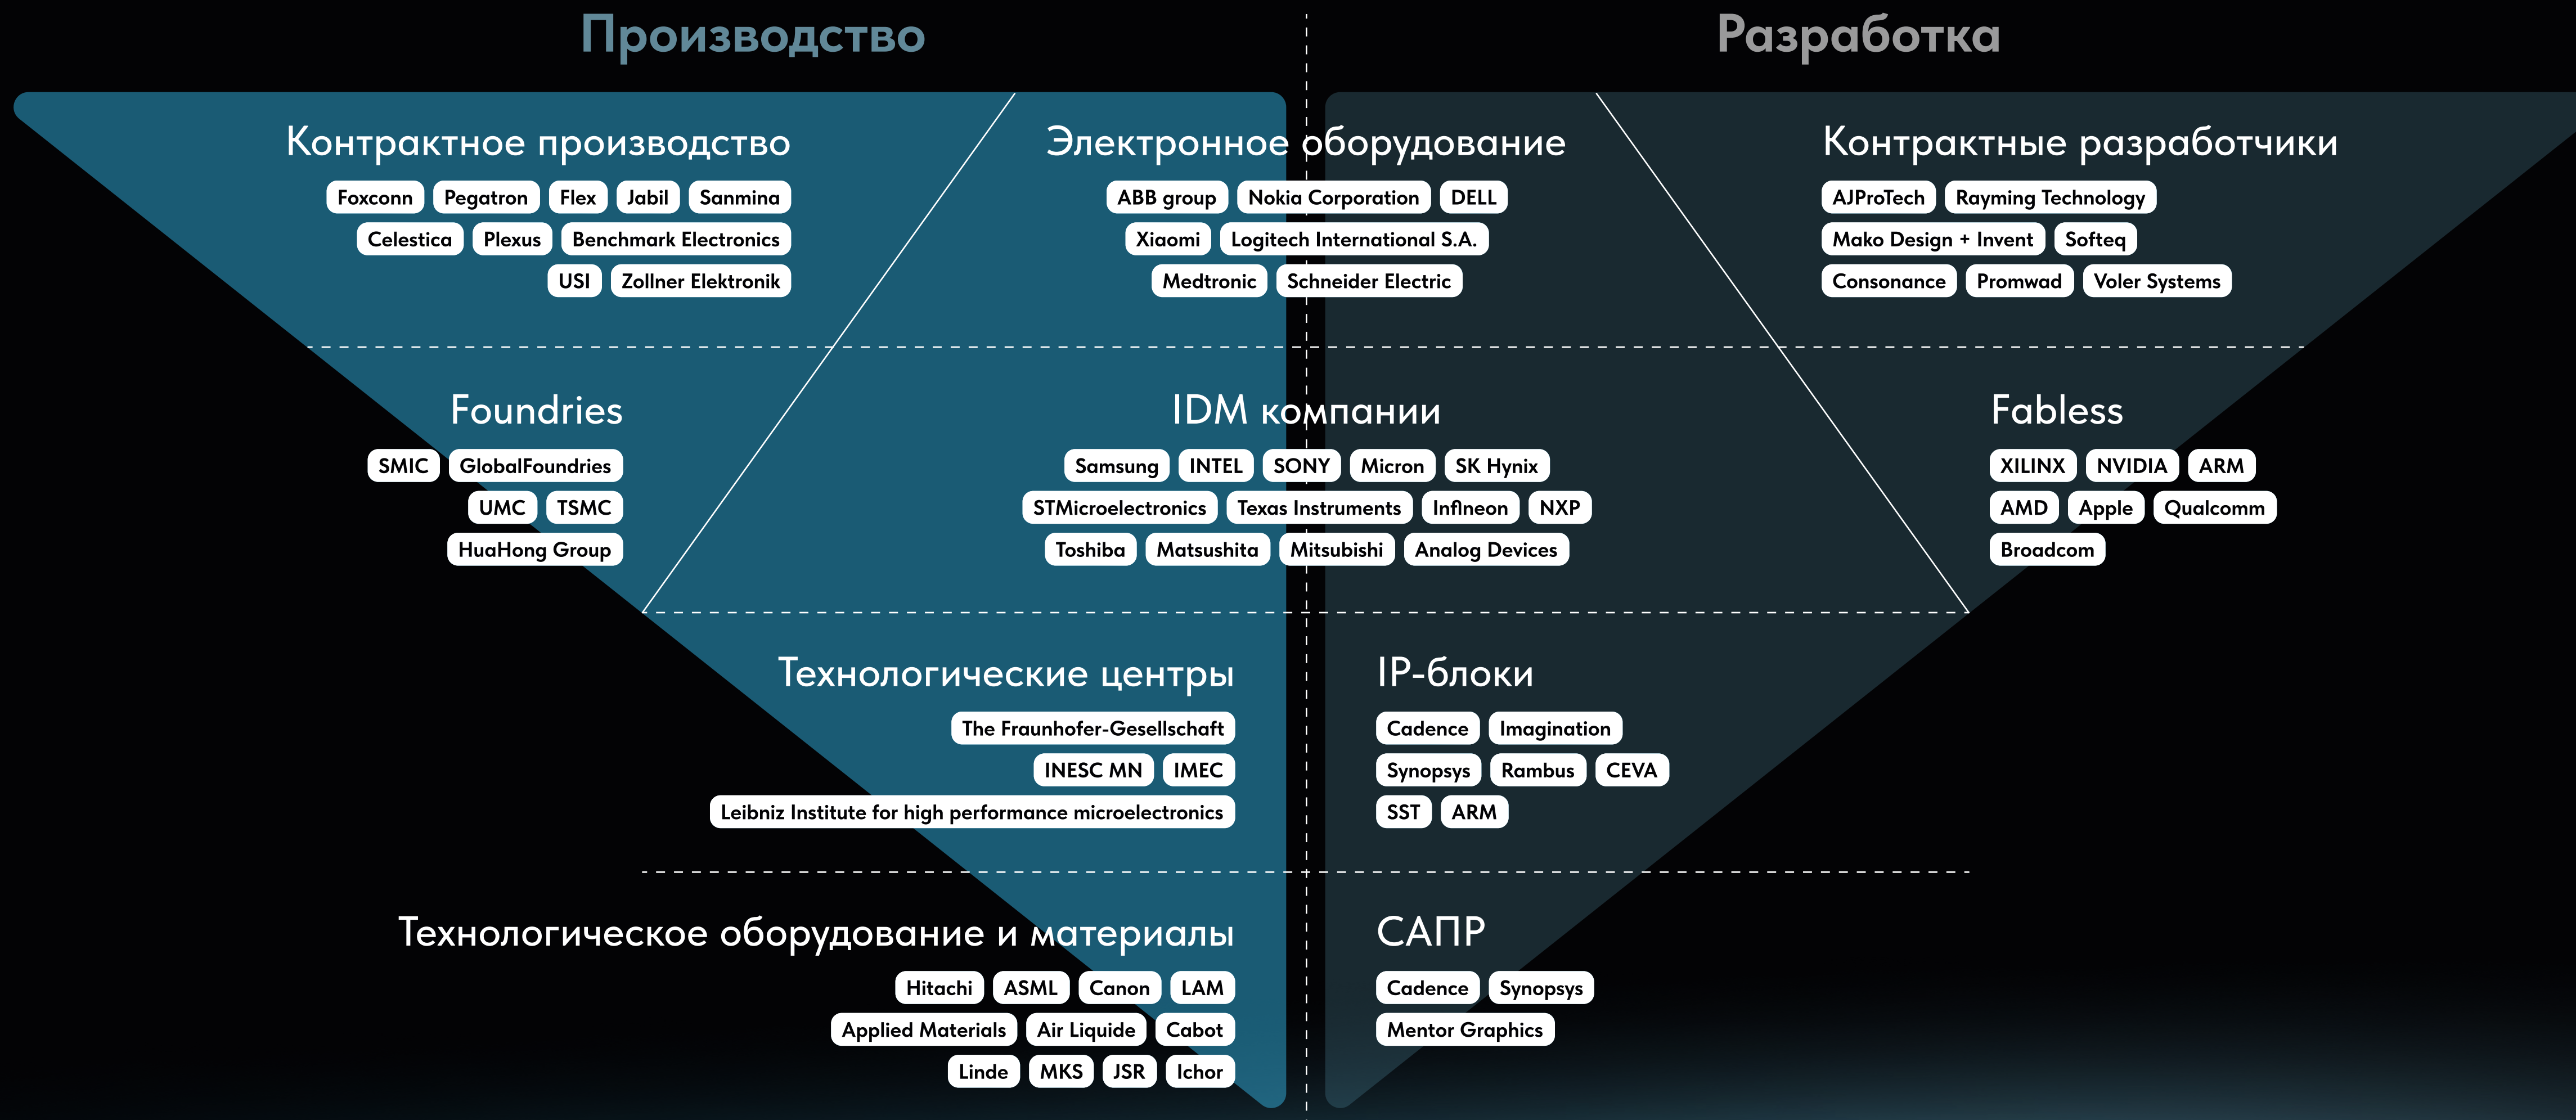 Производство
Разработка
Контрактное производство
Foxconn Pegatron Flex Jabil Sanmina
Celestica Plexus Benchmark Electronics
USI Zollner Elektronik
Электронное оборудование
ABB group Nokia Corporation DELL
Xiaomi Logitech International S.A.
Medtronic Schneider Electric
Контрактные разработчики
AJProTech Rayming Technology
Mako Design + Invent Softeq
Consonance Promwad Voler Systems
Foundries
SMIC GlobalFoundries
UMC TSMC
HuaHong Group
IDM компании
Samsung INTEL SONY Micron SK Hynix
STMicroelectronics Texas Instruments InfIneon NXP
Toshiba Matsushita Mitsubishi Analog Devices
Fabless
XILINX NVIDIA ARM
AMD Apple Qualcomm
Broadcom
Технологические центры
The Fraunhofer-Gesellschaft
INESC MN IMEC
Leibniz Institute for high performance microelectronics
IP-блоки
Cadence Imagination
Synopsys Rambus CEVA
SST ARM
Технологическое оборудование и материалы
Hitachi ASML Canon LAM
Applied Materials Air Liquide Cabot
Linde MKS JSR Ichor
САПР
Cadence Synopsys
Mentor Graphics